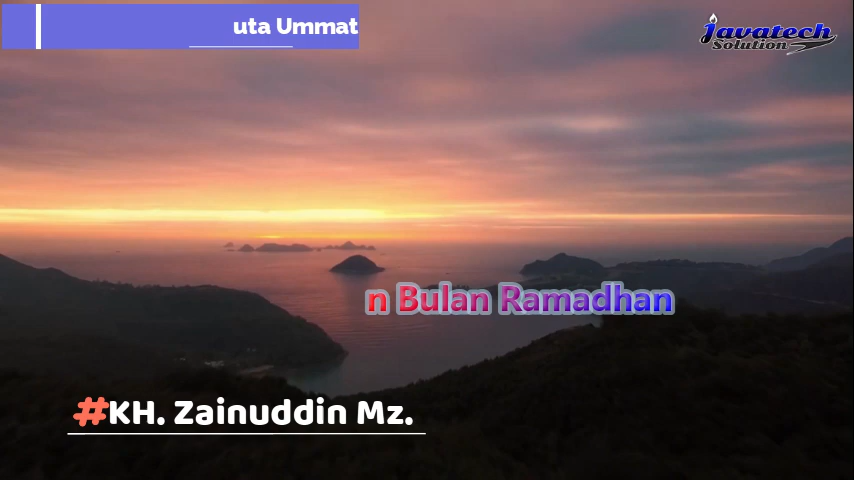 uta Ummat
Javatech
Solution
n Bulan Ramadhan
#KH. Zainuddin Mz.